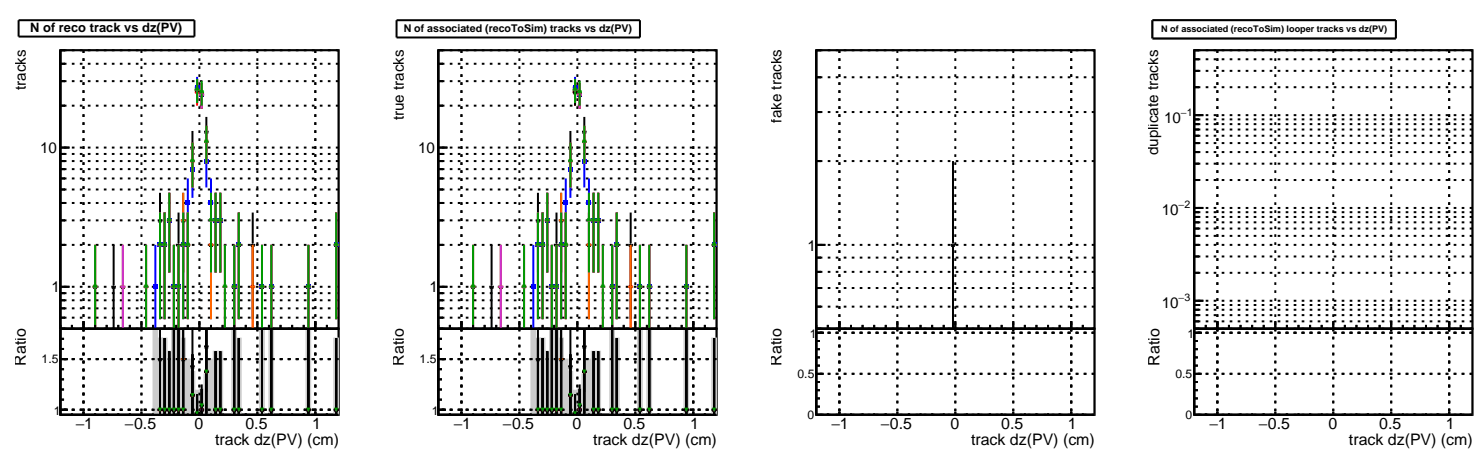 N of reco track vs dz(PV)
tracks
10
1
Ratio
1.5
1
−1 −0.5 0 0.5 1
track dz(PV) (cm)
N of associated (recoToSim) tracks vs dz(PV)
true tracks
10
1
Ratio
1.5
1
−1 −0.5 0 0.5 1
track dz(PV) (cm)
fake tracks
1
Ratio
1
0.5
0
−1 −0.5 0 0.5 1
track dz(PV) (cm)
N of associated (recoToSim) looper tracks vs dz(PV)
duplicate tracks
10⁻¹
10⁻²
10⁻³
Ratio
1
0.5
0
−1 −0.5 0 0.5 1
track dz(PV) (cm)